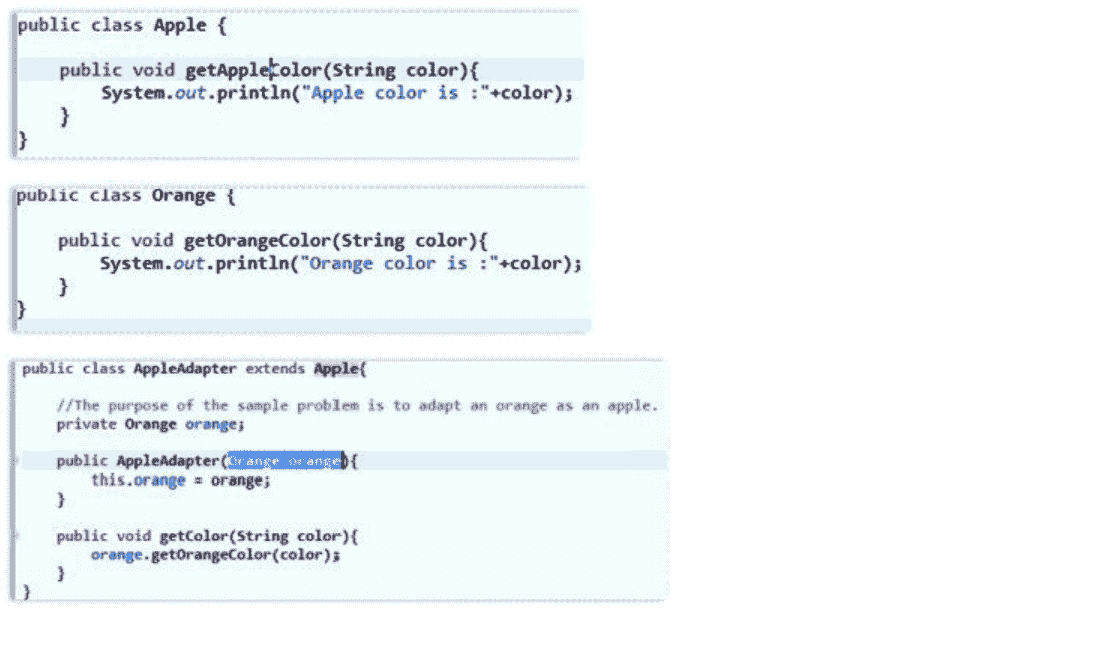 public class Apple {
public void getAppleColor(String color){
System.out.println("Apple color is :"+color);
}
}
public class Orange {
public void getOrangeColor(String color){
System.out.println("Orange color is :"+color);
}
}
public class AppleAdapter extends Apple{
//The purpose of the sample problem is to adapt an orange as an apple.
private Orange orange;
public AppleAdapter(Orange orange){
this.orange = orange;
}
public void getColor(String color){
orange.getOrangeColor(color);
}
}